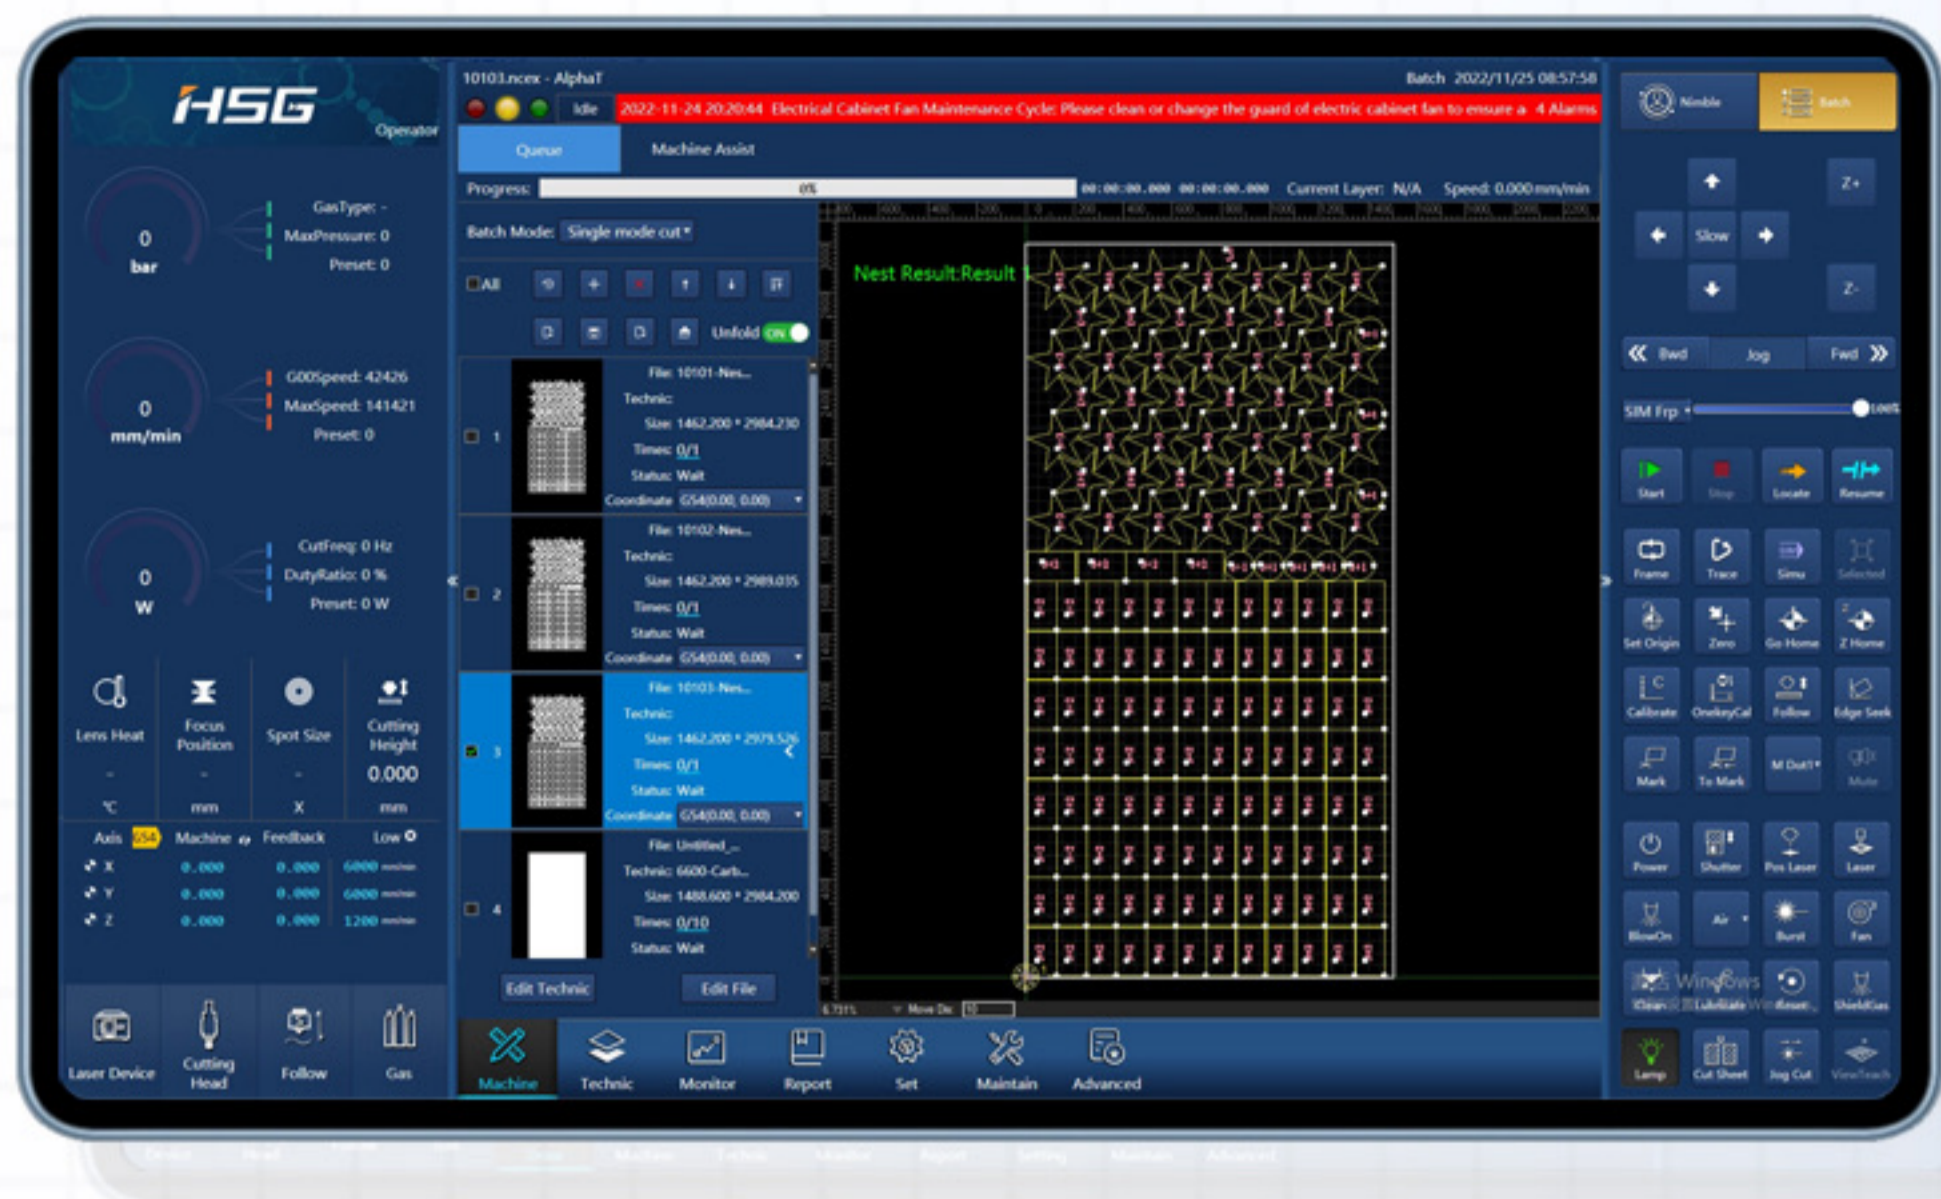 HSG
Operator
0
bar
GasType: -
MaxPressure: 0
Preset: 0
0
mm/min
G00Speed: 42426
MaxSpeed: 141421
Preset: 0
0
W
CutFreq: 0 Hz
DutyRatio: 0 %
Preset: 0 W
Lens Heat
Focus Position
Spot Size
Cutting Height
- - - 0.000
℃ mm X mm
Axis G54 Machine Feedback Low
X 0.000 0.000 6000 mm/min
Y 0.000 0.000 6000 mm/min
Z 0.000 0.000 1200 mm/min
Laser Device
Cutting Head
Follow
Gas
10103.ncex - AlphaT
Batch 2022/11/25 08:57:58
Idle
2022-11-24 20:20:44 Electrical Cabinet Fan Maintenance Cycle: Please clean or change the guard of electric cabinet fan to ensure a 4 Alarms
Queue Machine Assist
Progress: 0% 00:00:00.000 00:00:00.000 Current Layer: N/A Speed: 0.000mm/min
Batch Mode: Single mode cut
All
Unfold ON
1
File: 10101-Nes...
Technic:
Size: 1462.200 * 2984.230
Times: 0/1
Status: Wait
Coordinate G54(0.00, 0.00)
2
File: 10102-Nes...
Technic:
Size: 1462.200 * 2989.035
Times: 0/1
Status: Wait
Coordinate G54(0.00, 0.00)
3
File: 10103-Nes...
Technic:
Size: 1462.200 * 2979.526
Times: 0/1
Status: Wait
Coordinate G54(0.00, 0.00)
4
File: Untitled_...
Technic: 6600-Carb...
Size: 1488.600 * 2984.200
Times: 0/10
Status: Wait
Edit Technic Edit File
Nest Result:Result 1
Move Dis: 10
Machine Technic Monitor Report Set Maintain Advanced
Nimble Batch
Z+
Slow
Z-
Bwd Jog Fwd
SIM Frp 100%
Start Stop Locate Resume
Frame Trace Simu Selected
Set Origin Zero Go Home Z Home
Calibrate OnekeyCal Follow Edge Seek
Mark To Mark M Dot1 Mute
Power Shutter Pos Laser Laser
BlowOn Air Burst Fan
Windows
Clean Lubricate Reset ShieldGas
Lamp Cut Sheet Jog Cut ViewTeach